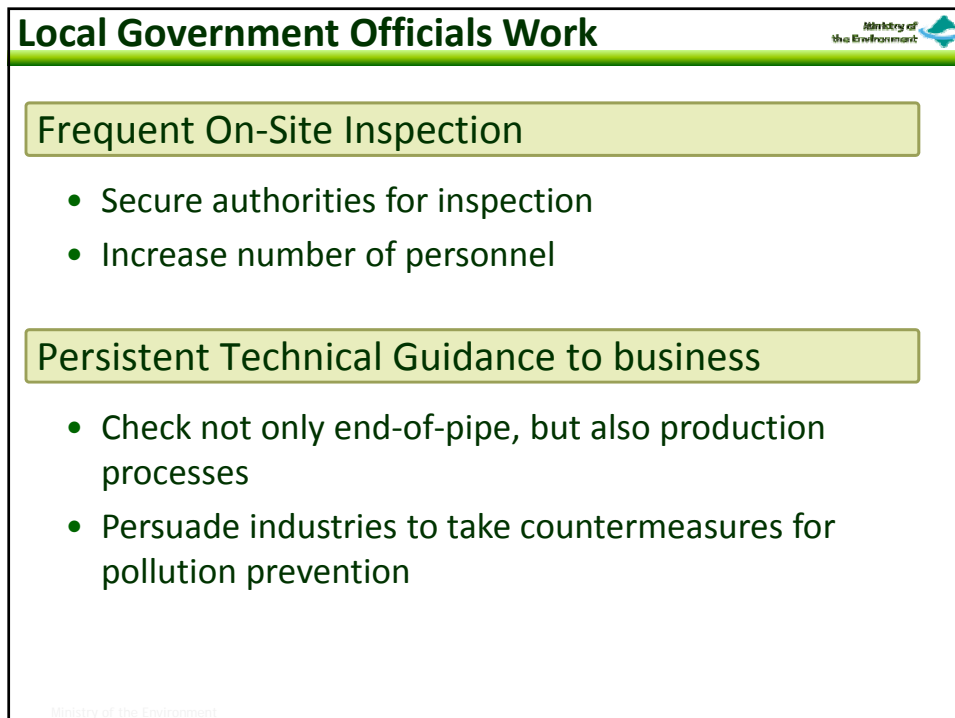 Local Government Officials Work
Ministry of
the Environment
Frequent On-Site Inspection
• Secure authorities for inspection
• Increase number of personnel
Persistent Technical Guidance to business
• Check not only end-of-pipe, but also production
processes
• Persuade industries to take countermeasures for
pollution prevention
Ministry of the Environment